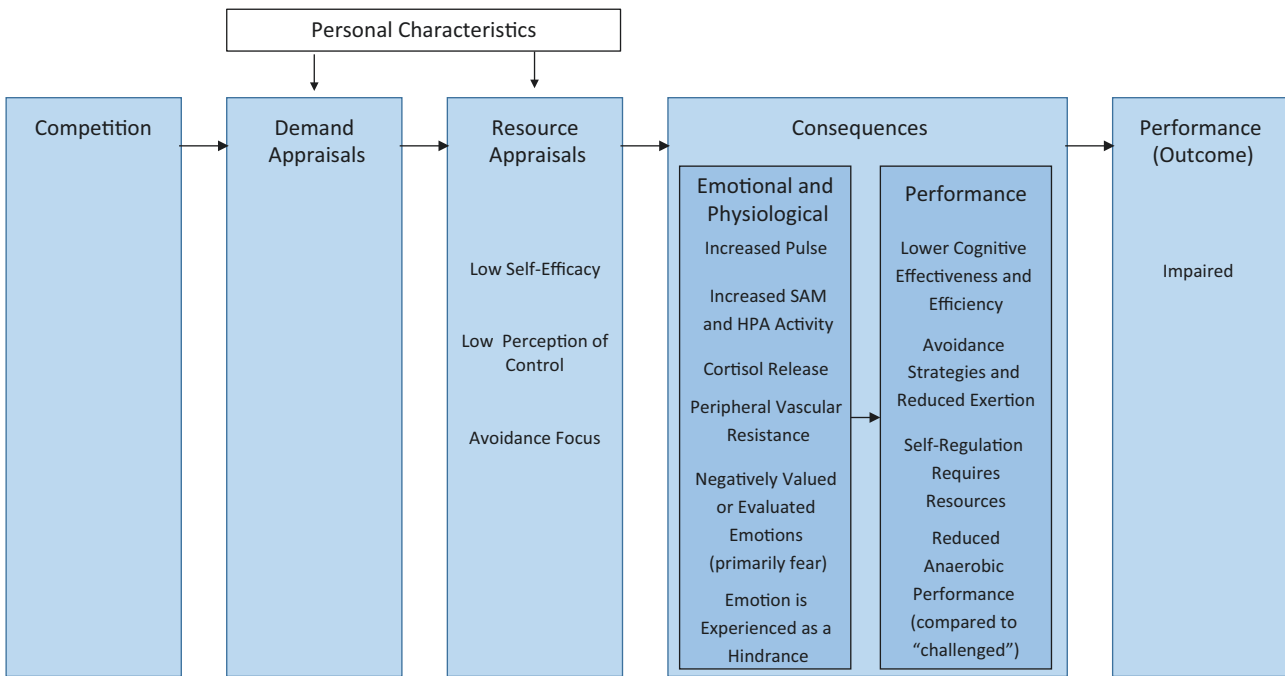 Personal Characteristics
Competition
Demand
Appraisals
Resource
Appraisals
Low Self-Efficacy
Low Perception of
Control
Avoidance Focus
Consequences
Emotional and
Physiological
Increased Pulse
Increased SAM
and HPA Activity
Cortisol Release
Peripheral Vascular
Resistance
Negatively Valued
or Evaluated
Emotions
(primarily fear)
Emotion is
Experienced as a
Hindrance
Performance
Lower Cognitive
Effectiveness and
Efficiency
Avoidance
Strategies and
Reduced Exertion
Self-Regulation
Requires
Resources
Reduced
Anaerobic
Performance
(compared to
“challenged”)
Performance
(Outcome)
Impaired